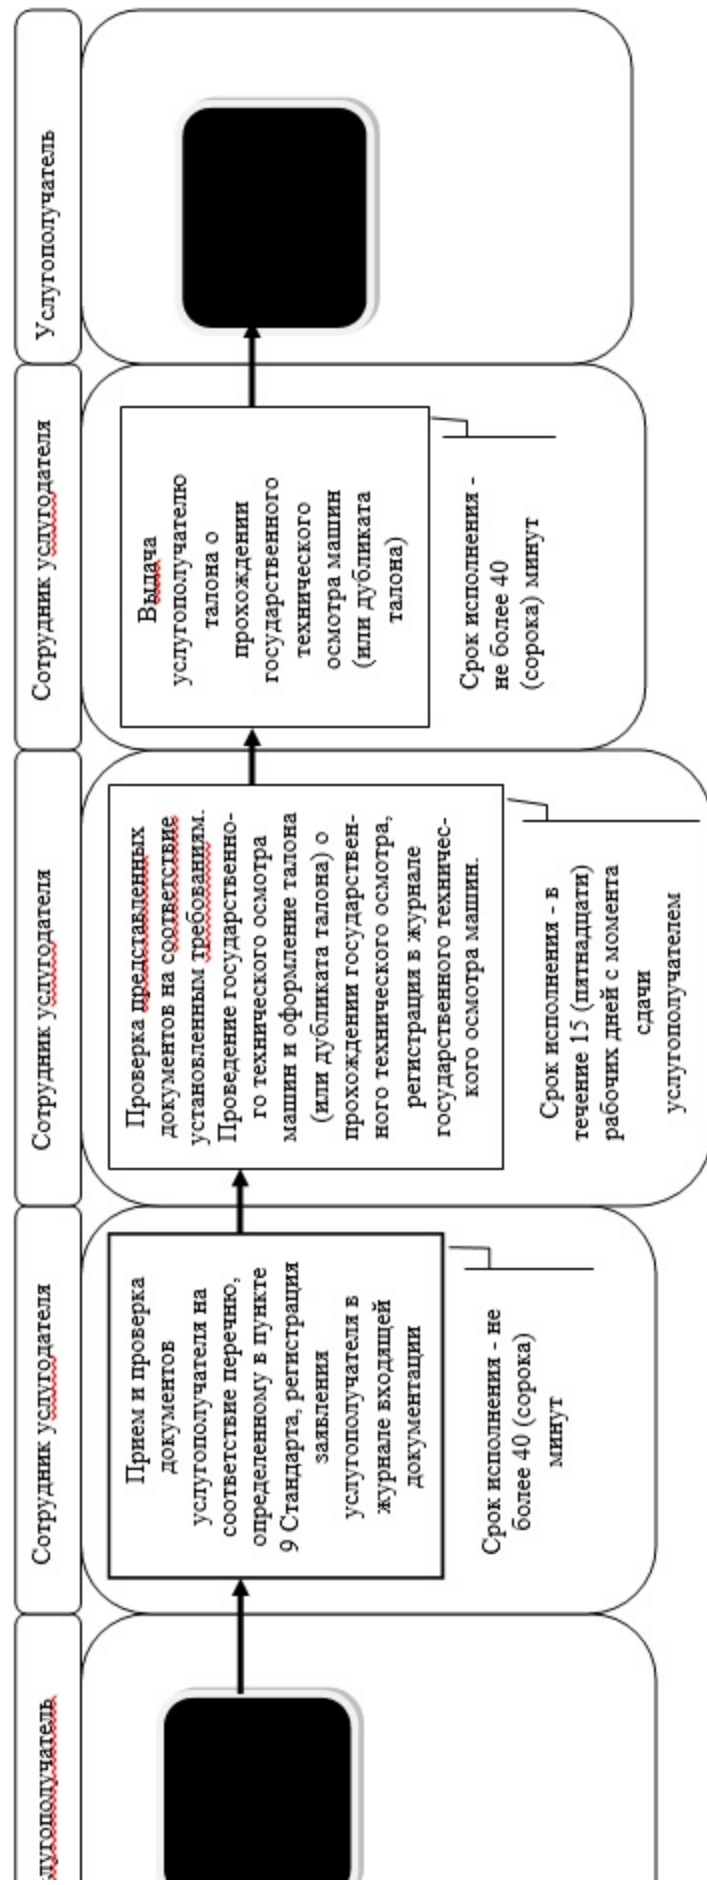 лугополучатель
Сотрудник услугодателя
Сотрудник услугодателя
Сотрудник услугодателя
Услугополучатель
Прием и проверка
документов
услугополучателя на
соответствие перечню,
определенному в пункте
9 Стандарта, регистрация
заявления
услугополучателя в
журнале входящей
документации
Срок исполнения - не
более 40 (сорока)
минут
Проверка представленных
документов на соответствие
установленным требованиям.
Проведение государственно-
го технического осмотра
машин и оформление талона
(или дубликата талона) о
прохождении государствен-
ного технического осмотра,
регистрация в журнале
государственного техничес-
кого осмотра машин.
Срок исполнения - в
течение 15 (пятнадцати)
рабочих дней с момента
сдачи
услугополучателем
Выдача
услугополучателю
талона о
прохождении
государственного
технического
осмотра машин
(или дубликата
талона)
Срок исполнения -
не более 40
(сорока) минут